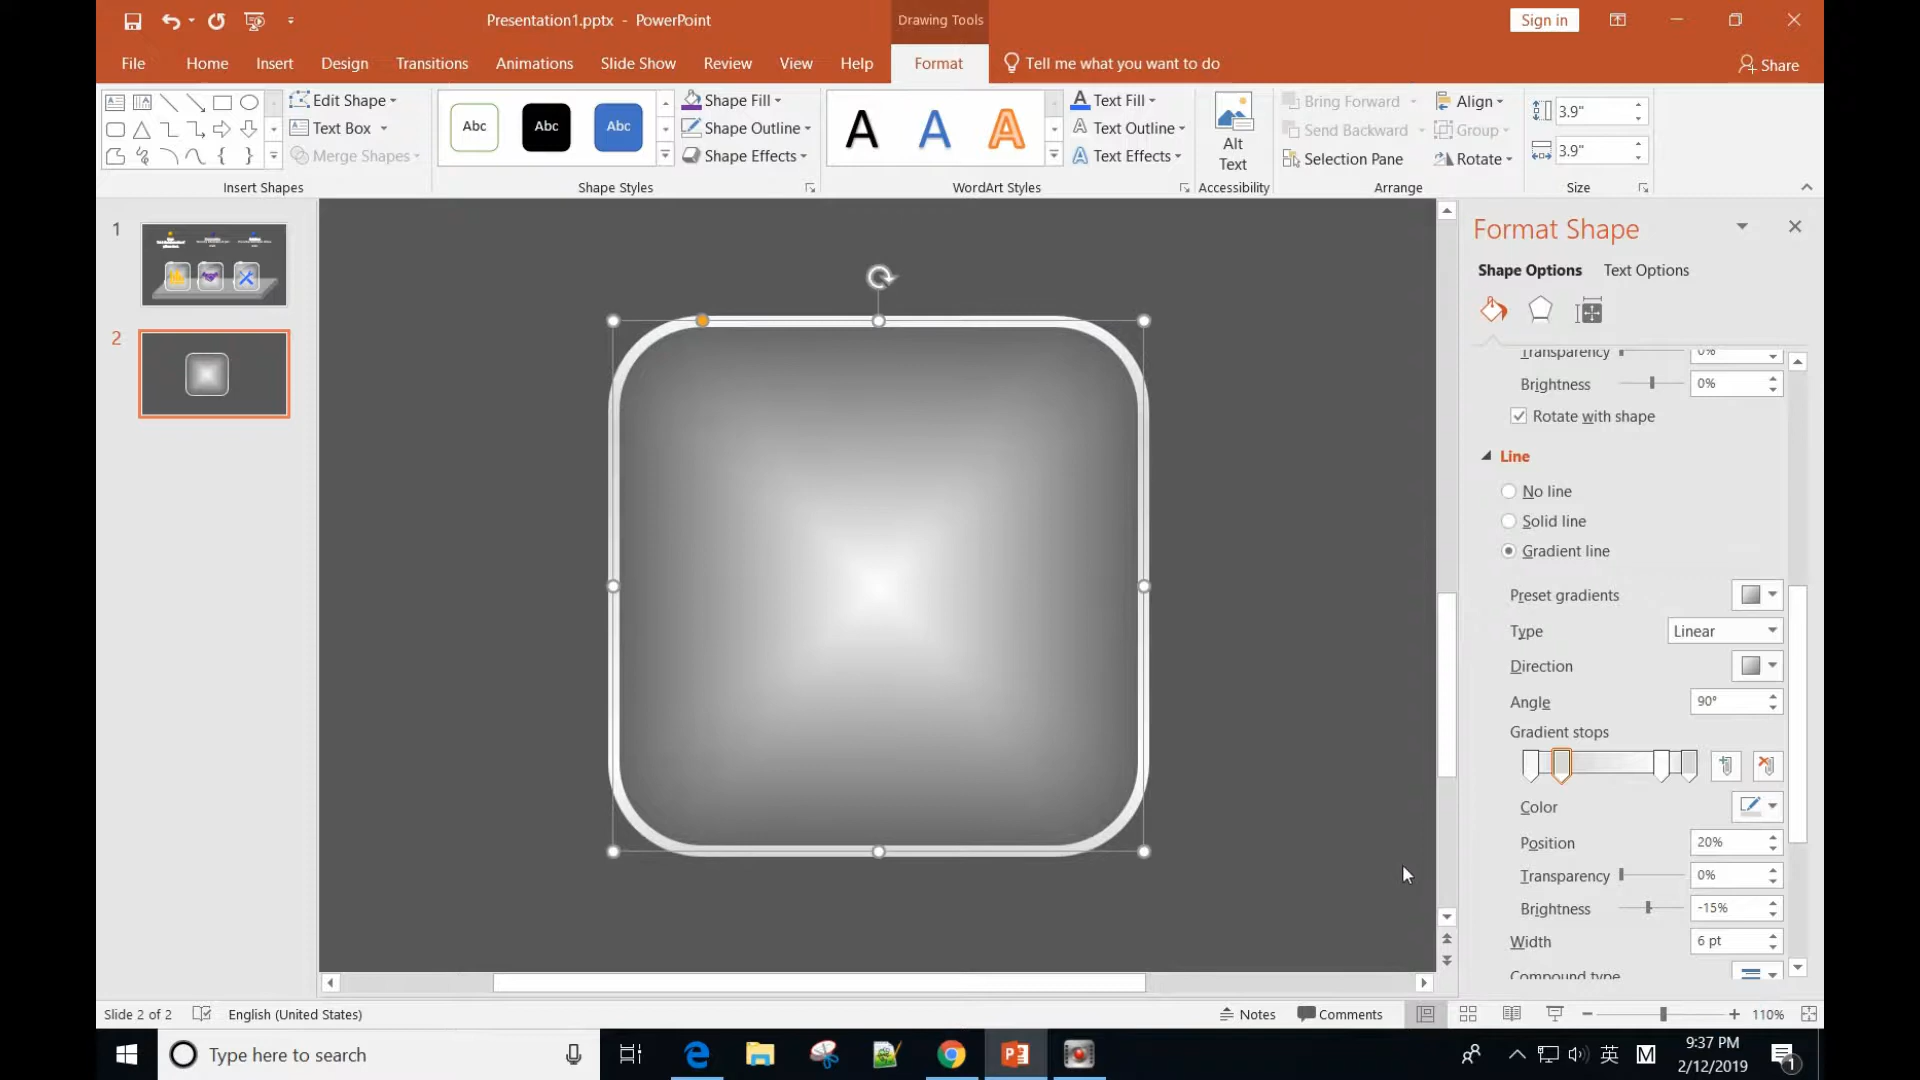 Presentation1.pptx - PowerPoint
Drawing Tools
Sign in
File Home Insert Design Transitions Animations Slide Show Review View Help Format Tell me what you want to do Share
Edit Shape
Text Box
Merge Shapes
Insert Shapes
Abc Abc Abc
Shape Fill
Shape Outline
Shape Effects
Shape Styles
A A A
Text Fill
Text Outline
Text Effects
WordArt Styles
Alt
Text
Accessibility
Bring Forward
Send Backward
Selection Pane
Align
Group
Rotate
Arrange
3.9"
3.9"
Size
1
2
Format Shape
Shape Options Text Options
Transparency 0%
Brightness 0%
Rotate with shape
Line
No line
Solid line
Gradient line
Preset gradients
Type Linear
Direction
Angle 90°
Gradient stops
Color
Position 20%
Transparency 0%
Brightness -15%
Width 6 pt
Compound type
Slide 2 of 2 English (United States) Notes Comments 110%
Type here to search
英 M
9:37 PM
2/12/2019
1